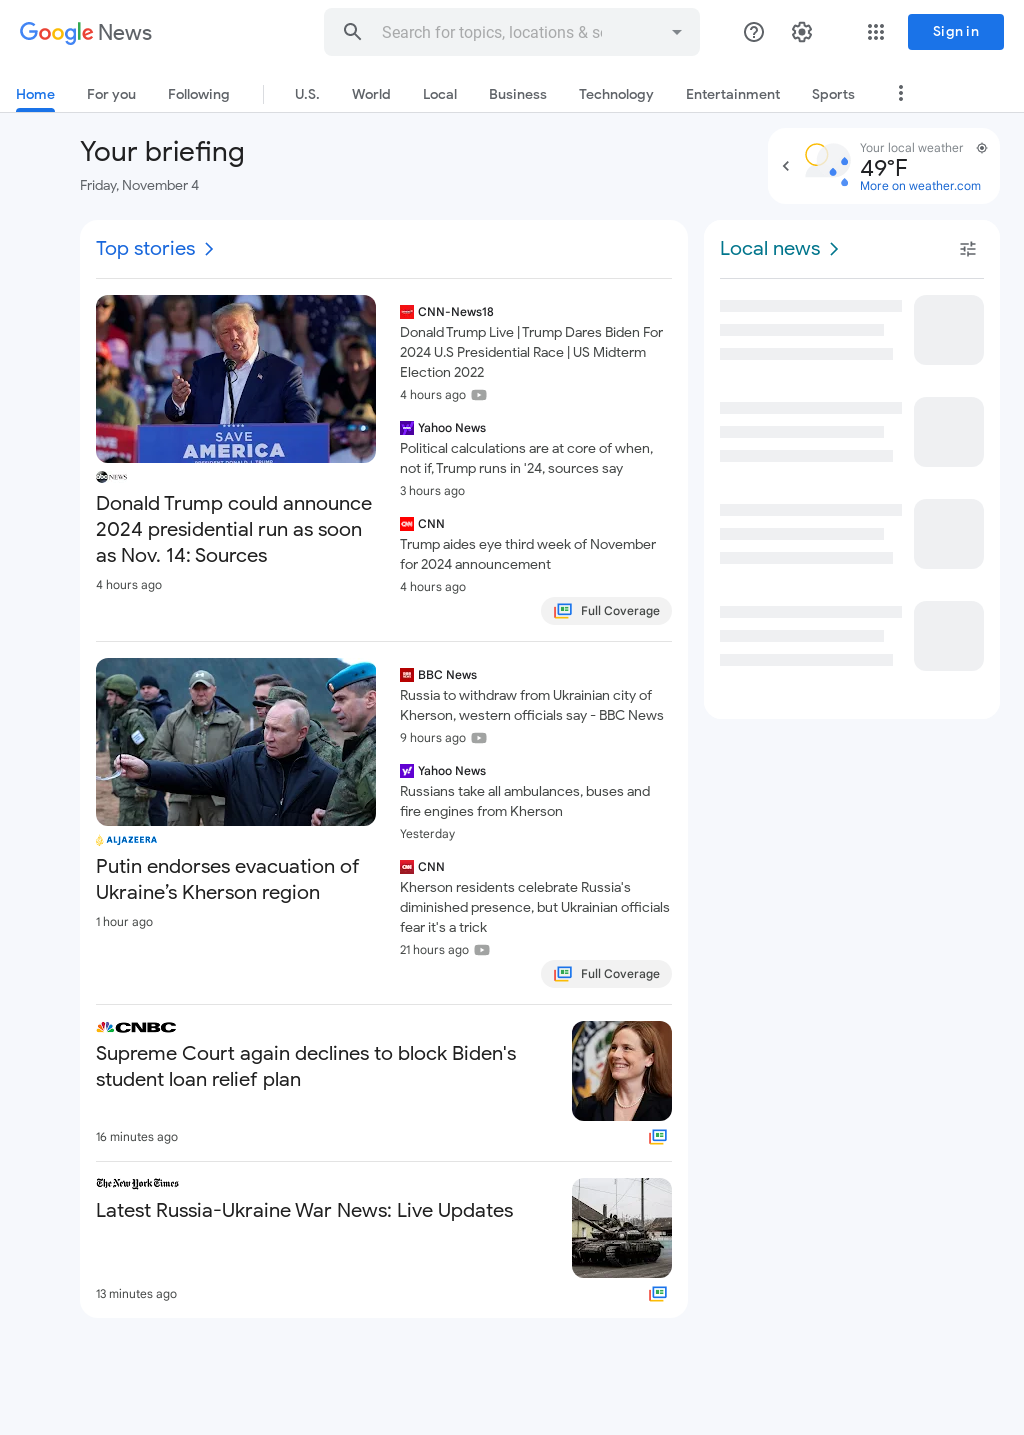 Google News
Search for topics, locations & so
Sign in
Home
For you
Following
U.S.
World
Local
Business
Technology
Entertainment
Sports
Your briefing
Friday, November 4
Your local weather
49°F
More on weather.com
Top stories
SAVE
AMERICA
PRESIDENT DONALD J. TRUMP
abc NEWS
Donald Trump could announce
2024 presidential run as soon
as Nov. 14: Sources
4 hours ago
CNN-News18
Donald Trump Live | Trump Dares Biden For
2024 U.S Presidential Race | US Midterm
Election 2022
4 hours ago
Yahoo News
Political calculations are at core of when,
not if, Trump runs in '24, sources say
3 hours ago
CNN
Trump aides eye third week of November
for 2024 announcement
4 hours ago
Full Coverage
ALJAZEERA
Putin endorses evacuation of
Ukraine’s Kherson region
1 hour ago
BBC News
Russia to withdraw from Ukrainian city of
Kherson, western officials say - BBC News
9 hours ago
Yahoo News
Russians take all ambulances, buses and
fire engines from Kherson
Yesterday
CNN
Kherson residents celebrate Russia's
diminished presence, but Ukrainian officials
fear it's a trick
21 hours ago
Full Coverage
CNBC
Supreme Court again declines to block Biden's
student loan relief plan
16 minutes ago
The New York Times
Latest Russia-Ukraine War News: Live Updates
13 minutes ago
Local news